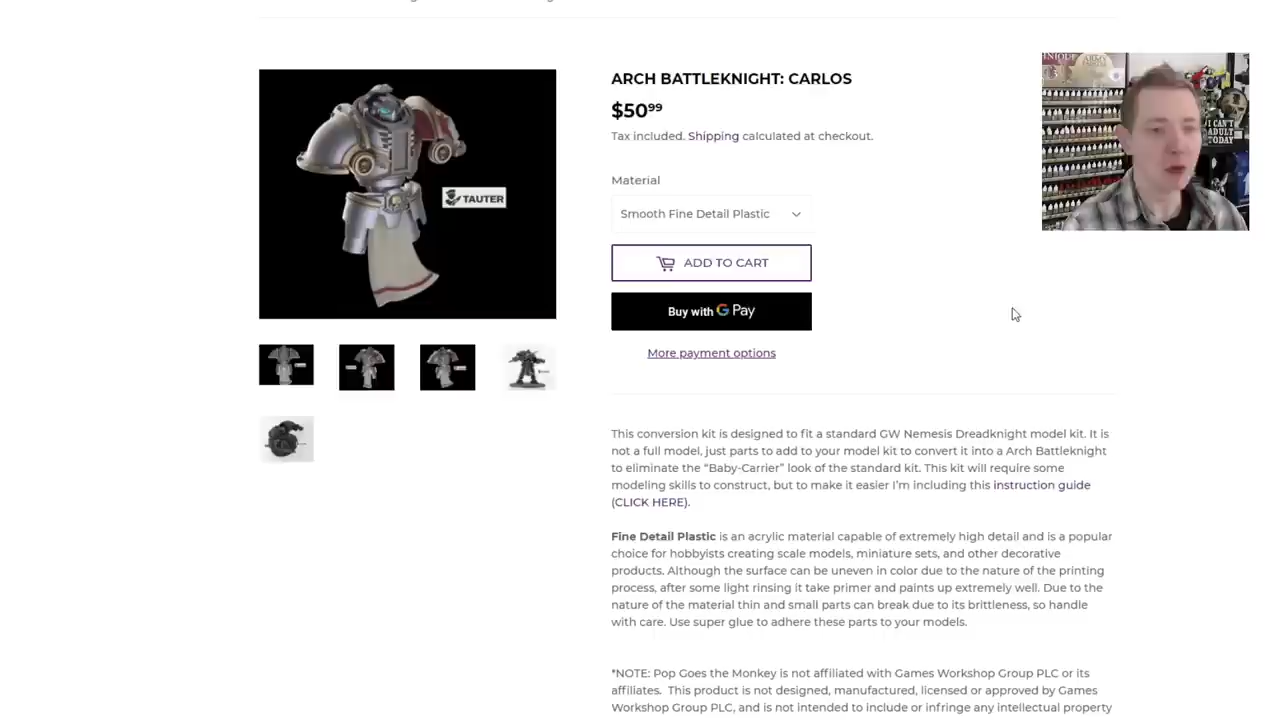 ARCH BATTLEKNIGHT: CARLOS
$50⁹⁹
Tax included. Shipping calculated at checkout.
Material
Smooth Fine Detail Plastic
ADD TO CART
Buy with G Pay
More payment options
TAUTER
I CAN'T
ADULT
TODAY
This conversion kit is designed to fit a standard GW Nemesis Dreadknight model kit. It is
not a full model, just parts to add to your model kit to convert it into a Arch Battleknight
to eliminate the “Baby-Carrier” look of the standard kit. This kit will require some
modeling skills to construct, but to make it easier I’m including this instruction guide
(CLICK HERE).
Fine Detail Plastic is an acrylic material capable of extremely high detail and is a popular
choice for hobbyists creating scale models, miniature sets, and other decorative
products. Although the surface can be uneven in color due to the nature of the printing
process, after some light rinsing it take primer and paints up extremely well. Due to the
nature of the material thin and small parts can break due to its brittleness, so handle
with care. Use super glue to adhere these parts to your models.
*NOTE: Pop Goes the Monkey is not affiliated with Games Workshop Group PLC or its
affiliates. This product is not designed, manufactured, licensed or approved by Games
Workshop Group PLC, and is not intended to include or infringe any intellectual property